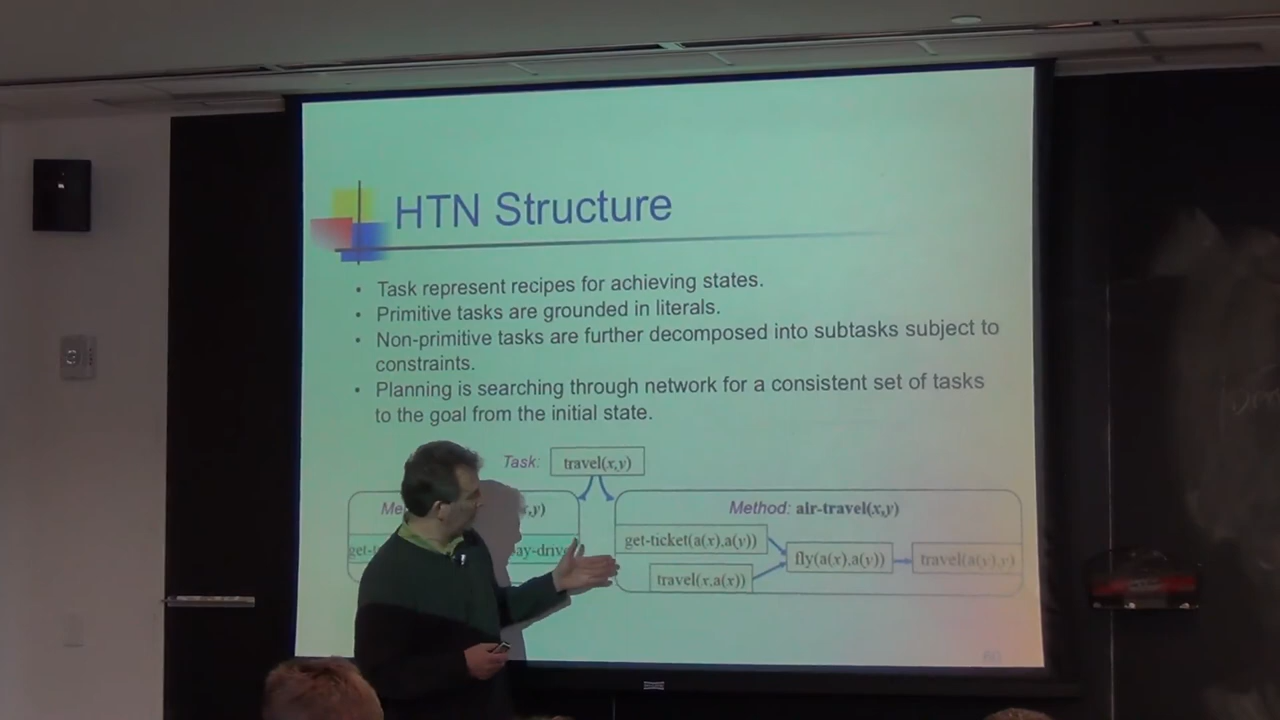 HTN Structure
• Task represent recipes for achieving states.
• Primitive tasks are grounded in literals.
• Non-primitive tasks are further decomposed into subtasks subject to
constraints.
• Planning is searching through network for a consistent set of tasks
to the goal from the initial state.
Task: travel(x,y)
Method: air-travel(x,y)
get-ticket(a(x),a(y))
travel(x,a(x))
fly(a(x),a(y))
travel(a(y),y)
60